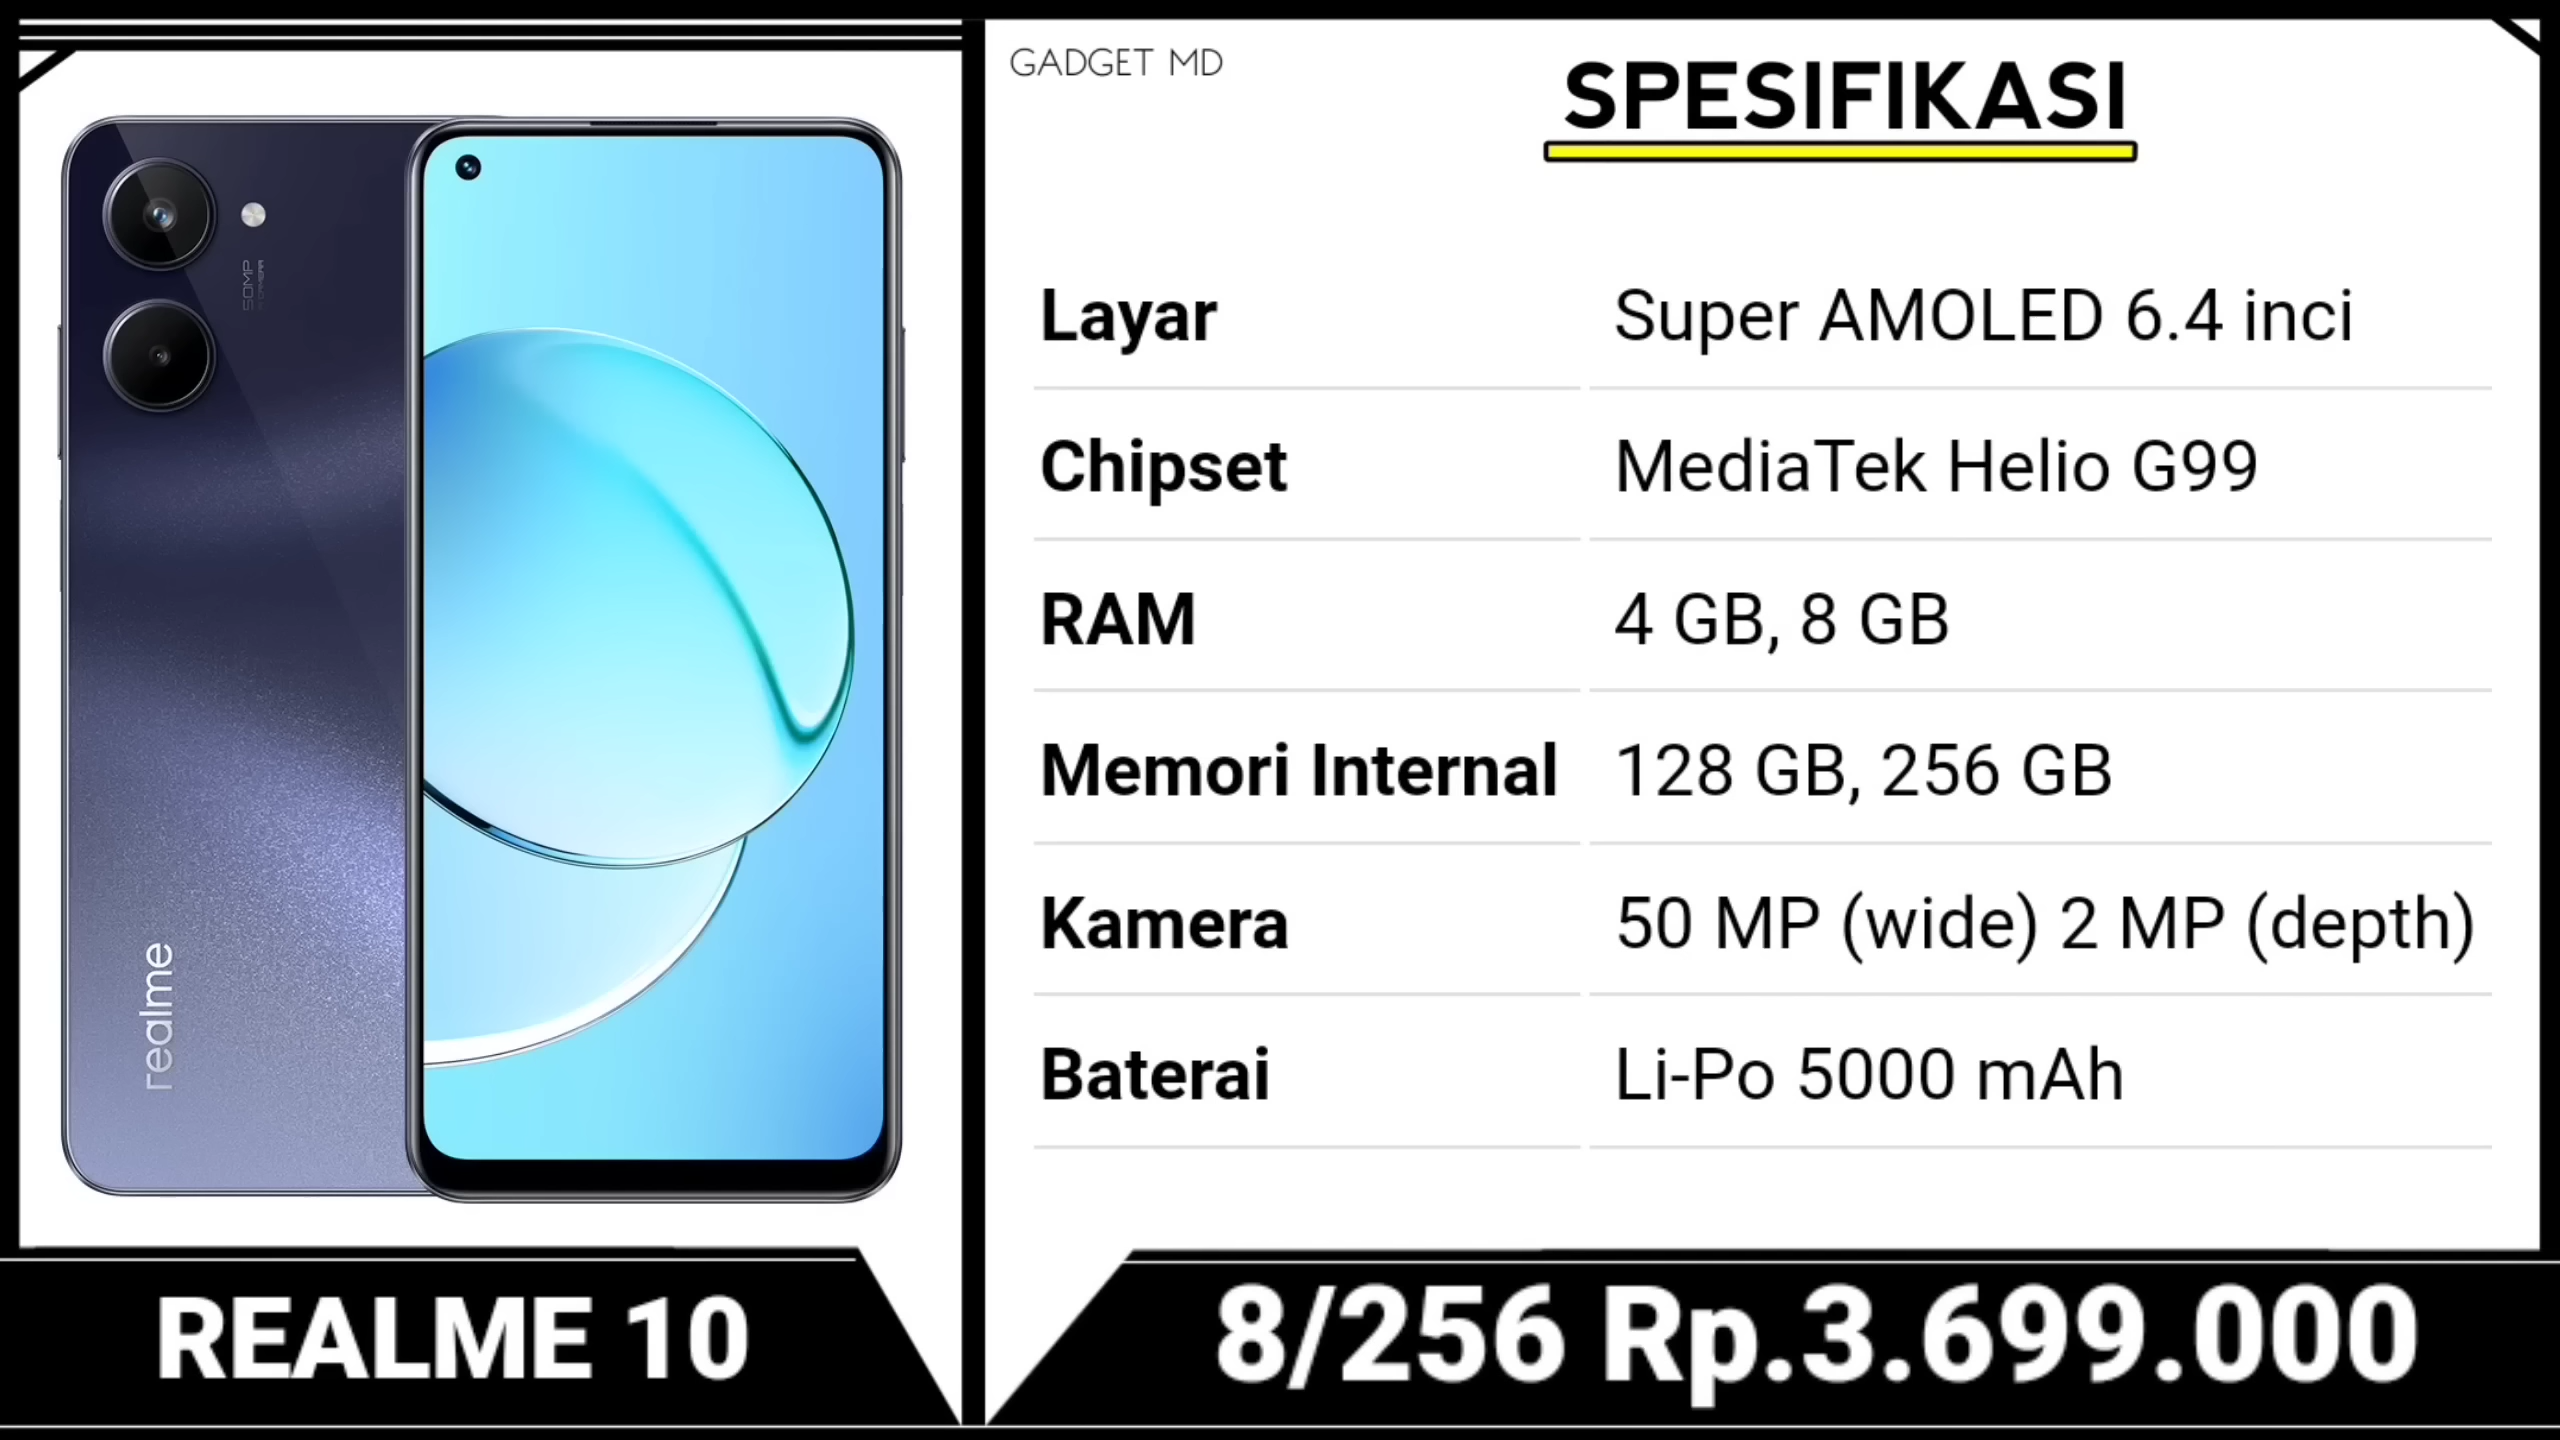 GADGET MD
SPESIFIKASI
Layar Super AMOLED 6.4 inci
Chipset MediaTek Helio G99
RAM 4 GB, 8 GB
Memori Internal 128 GB, 256 GB
Kamera 50 MP (wide) 2 MP (depth)
Baterai Li-Po 5000 mAh
50MP
realme
REALME 10
8/256 Rp.3.699.000